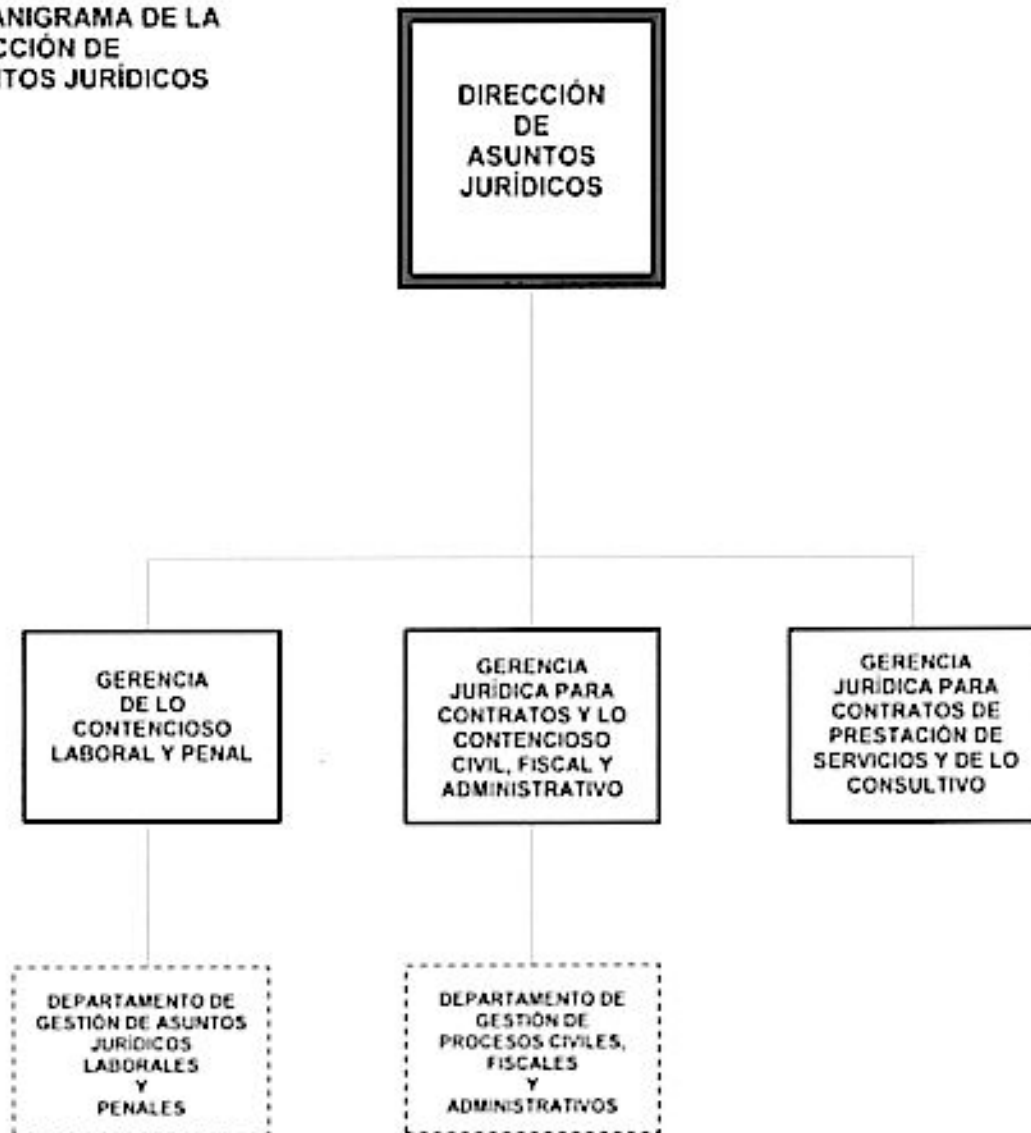 ANIGRAMA DE LA
CCIÓN DE
NTOS JURÍDICOS
DIRECCIÓN
DE
ASUNTOS
JURÍDICOS
GERENCIA
DE LO
CONTENCIOSO
LABORAL Y PENAL
GERENCIA
JURÍDICA PARA
CONTRATOS Y LO
CONTENCIOSO
CIVIL, FISCAL Y
ADMINISTRATIVO
GERENCIA
JURÍDICA PARA
CONTRATOS DE
PRESTACIÓN DE
SERVICIOS Y DE LO
CONSULTIVO
DEPARTAMENTO DE
GESTIÓN DE ASUNTOS
JURÍDICOS
LABORALES
Y
PENALES
DEPARTAMENTO DE
GESTIÓN DE
PROCESOS CIVILES,
FISCALES
Y
ADMINISTRATIVOS